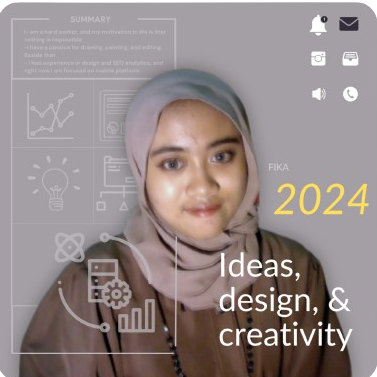 SUMMARY
I am a hard worker, and my motivation in life is that
nothing is impossible
- I have a passion for drawing, painting, and editing.
Beside that
- I had experience in design and SEO analytics, and
right now I am focused on mobile platform
FIKA
2024
Ideas,
design, &
creativity